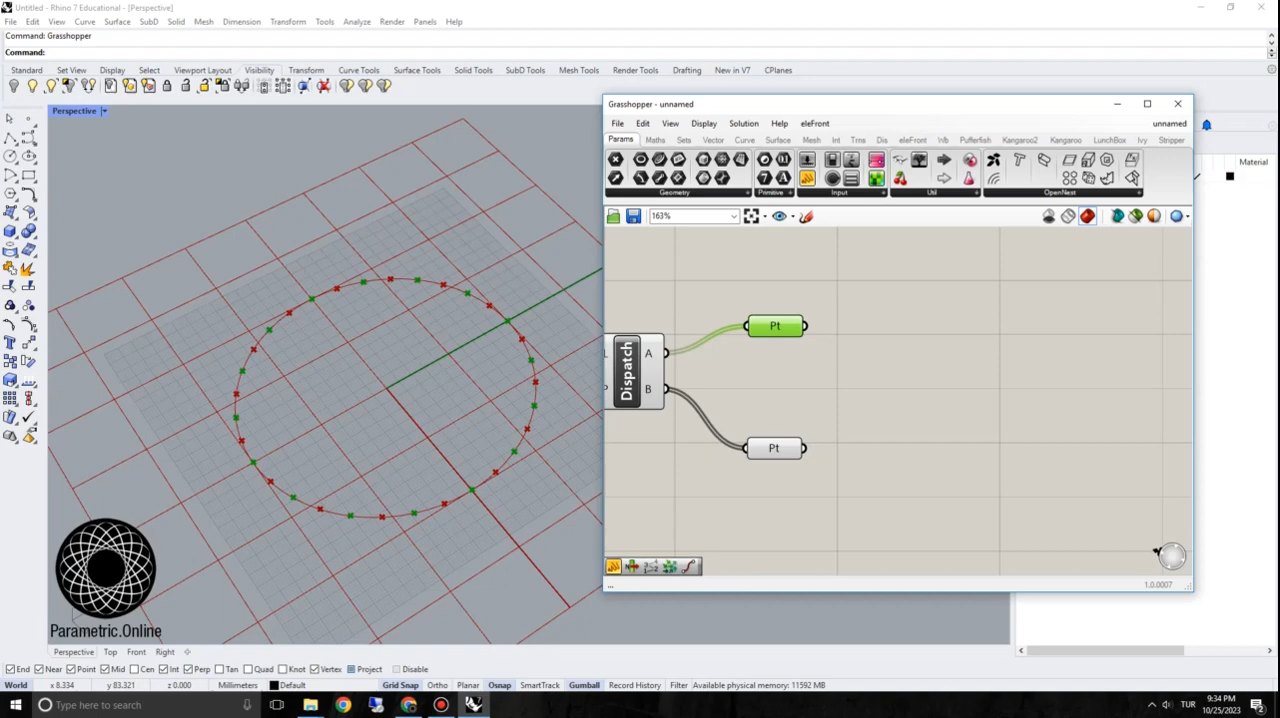 Untitled - Rhino 7 Educational - [Perspective]
File Edit View Curve Surface SubD Solid Mesh Dimension Transform Tools Analyze Render Panels Help
Command: Grasshopper
Command:
Standard Set View Display Select Viewport Layout Visibility Transform Curve Tools Surface Tools Solid Tools SubD Tools Mesh Tools Render Tools Drafting New in V7 CPlanes
Perspective
Grasshopper - unnamed
File Edit View Display Solution Help eleFront unnamed
Params Maths Sets Vector Curve Surface Mesh Int Trns Dis eleFront Wb Pufferfish Kangaroo2 Kangaroo LunchBox Ivy Stripper
Geometry Primitive Input Util OpenNest
163%
Material
Pt
L Dispatch A
P B
Pt
...
1.0.0007
Parametric.Online
Perspective Top Front Right
End Near Point Mid Cen Int Perp Tan Quad Knot Vertex Project Disable
World x 8.334 y 83.321 z 0.000 Millimeters Default Grid Snap Ortho Planar Osnap SmartTrack Gumball Record History Filter Available physical memory: 11592 MB
Type here to search
TUR
9:34 PM
10/25/2023
2